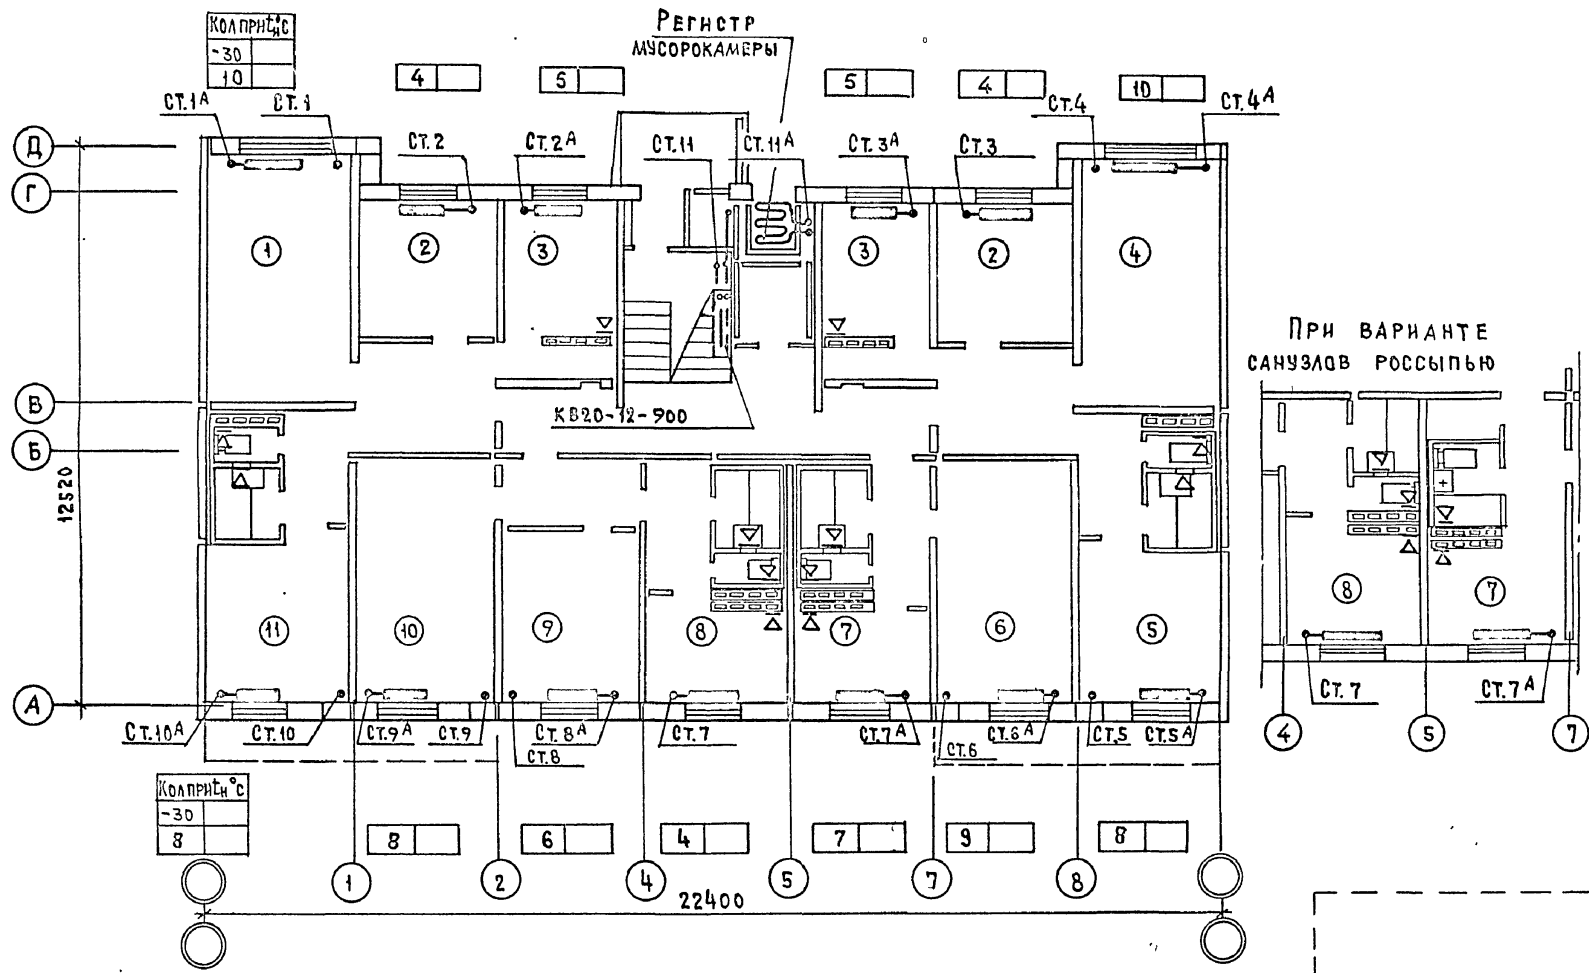 КОЛ ПРИ tн°С
-30
10
4
5
РЕГИСТР
МУСОРОКАМЕРЫ
5
4
10
СТ.1А
СТ.1
СТ.2
СТ.2А
СТ.11
СТ.11А
СТ.3А
СТ.3
СТ.4
СТ.4А
Д
Г
1
2
3
3
2
4
ПРИ ВАРИАНТЕ
САНУЗЛОВ РОССЫПЬЮ
В
КВ20-12-900
Б
12520
11
10
9
8
7
6
5
8
7
А
СТ.10А
СТ.10
СТ.9А
СТ.9
СТ.8
СТ.8А
СТ.7
СТ.7А
СТ.6
СТ.6А
СТ.5
СТ.5А
СТ.7
СТ.7А
4
5
7
КОЛ ПРИ tн°С
-30
8
8
6
4
7
9
8
1
2
4
5
7
8
22400